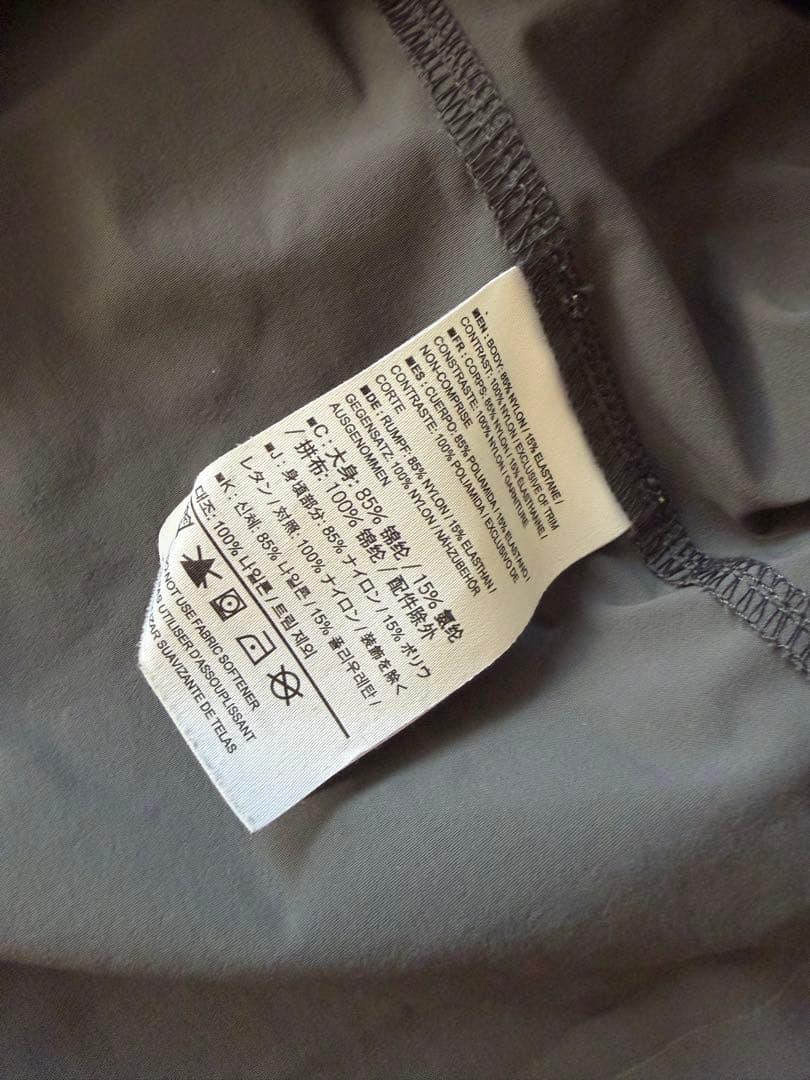 ■EN : BODY: 85% NYLON / 15% ELASTANE /
CONTRAST: 100% NYLON / EXCLUSIVE OF TRIM
■FR : CORPS: 85% NYLON / 15% ÉLASTHANNE /
CONSTRASTE: 100% NYLON / GARNITURE
NON-COMPRISE
■ES : CUERPO: 85% POLIAMIDA / 15% ELASTANO /
CONTRASTE: 100% POLIAMIDA / EXCLUSIVO DE
CORTE
■DE : RUMPF: 85% NYLON / 15% ELASTHAN /
GEGENSATZ: 100% NYLON / NÄHZUBEHÖR
AUSGENOMMEN
■C : 大身: 85% 锦纶 / 15% 氨纶
/ 拼布: 100% 锦纶 / 配件除外
■J : 身頃部分: 85% ナイロン / 15% ポリウ
レタン / 対照: 100% ナイロン / 装飾を除く
■K : 신체: 85% 나일론 / 15% 폴리우레탄 /
대조: 100% 나일론 / 트림 제외
NOT USE FABRIC SOFTENER
UTILISER D'ASSOUPLISSANT
SUAVIZANTE DE TELAS